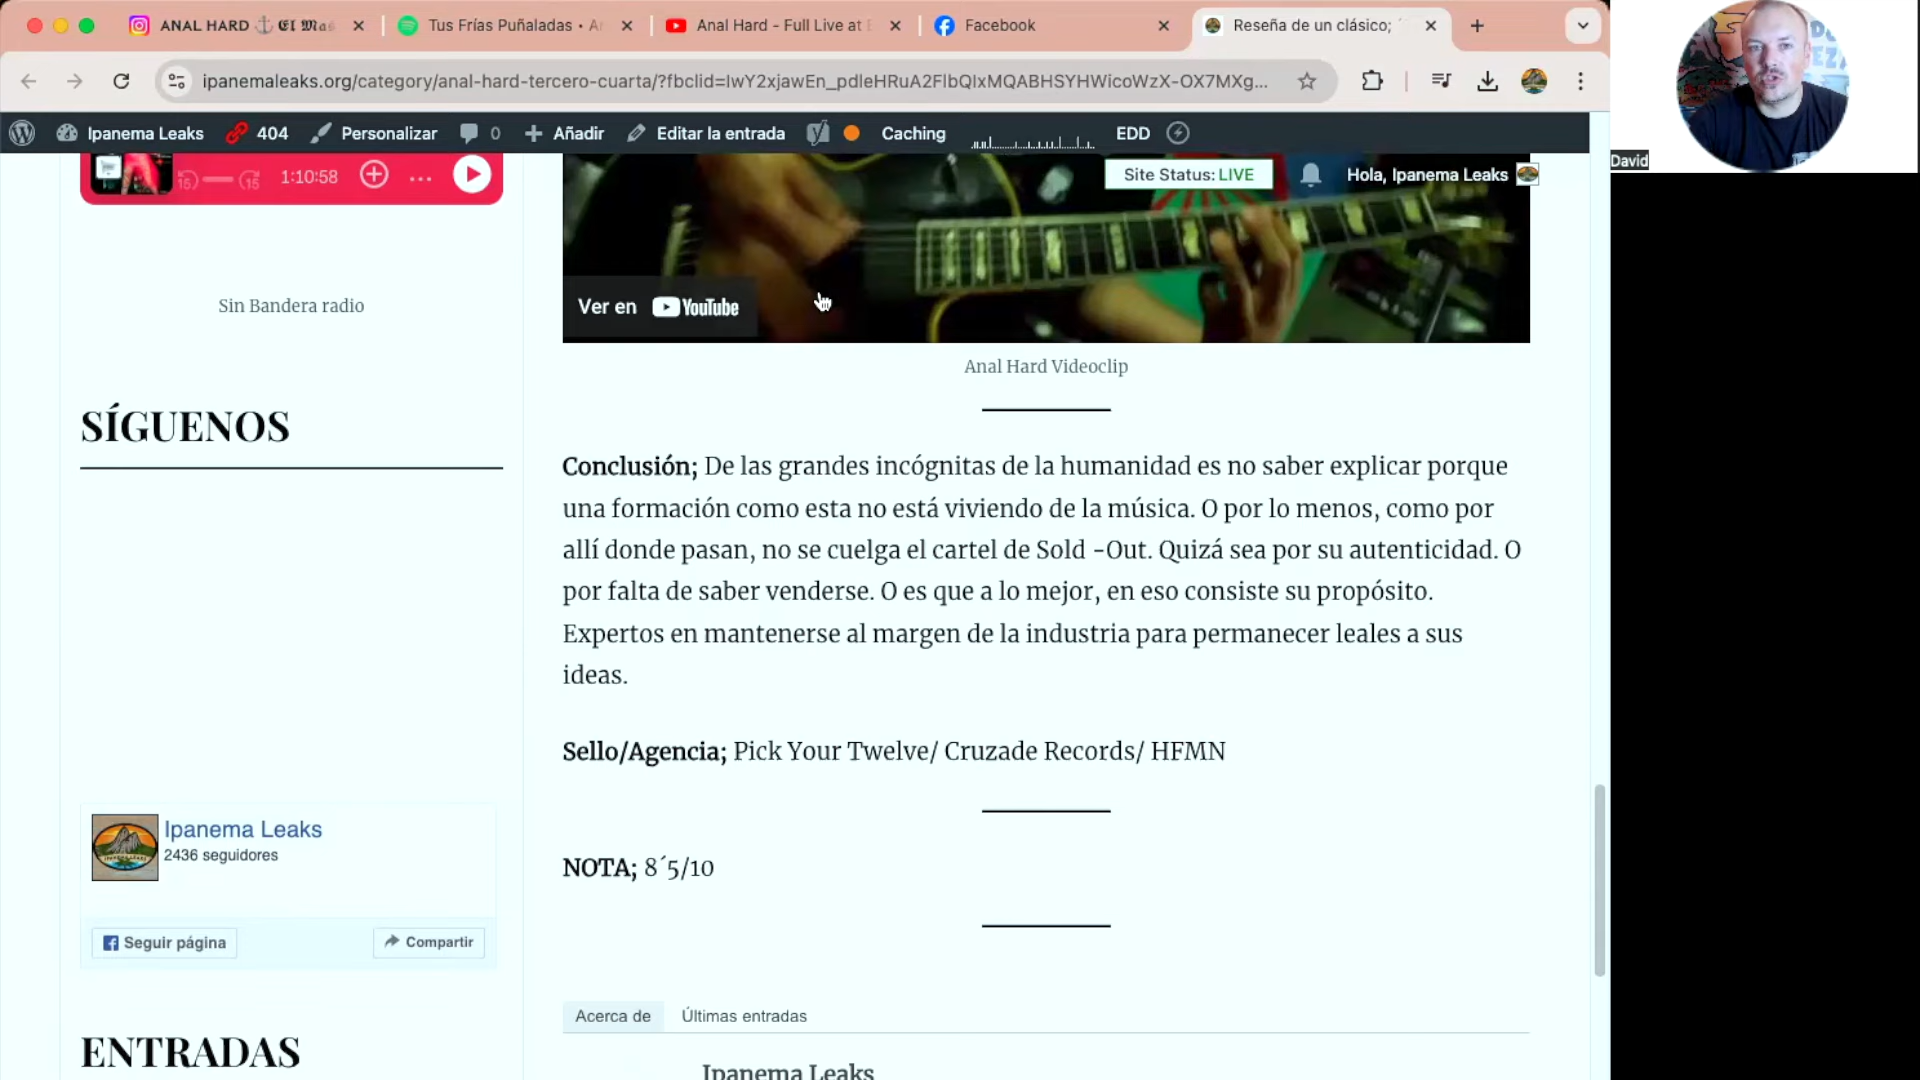 ANAL HARD ⚓ El Mas
Tus Frías Puñaladas • A
Anal Hard - Full Live at E
Facebook
Reseña de un clásico; ´
ipanemaleaks.org/category/anal-hard-tercero-cuarta/?fbclid=IwY2xjawEn_pdleHRuA2FlbQIxMQABHSYHWicoWzX-OX7MXg...
Ipanema Leaks
404
Personalizar
0
Añadir
Editar la entrada
Caching
EDD
David
Site Status: LIVE
Hola, Ipanema Leaks
15
15
1:10:58
Sin Bandera radio
Ver en YouTube
Anal Hard Videoclip
SÍGUENOS
Conclusión; De las grandes incógnitas de la humanidad es no saber explicar porque
una formación como esta no está viviendo de la música. O por lo menos, como por
allí donde pasan, no se cuelga el cartel de Sold -Out. Quizá sea por su autenticidad. O
por falta de saber venderse. O es que a lo mejor, en eso consiste su propósito.
Expertos en mantenerse al margen de la industria para permanecer leales a sus
ideas.
Sello/Agencia; Pick Your Twelve/ Cruzade Records/ HFMN
Ipanema Leaks
2436 seguidores
NOTA; 8´5/10
Seguir página
Compartir
Acerca de
Últimas entradas
ENTRADAS
Ipanema Leaks